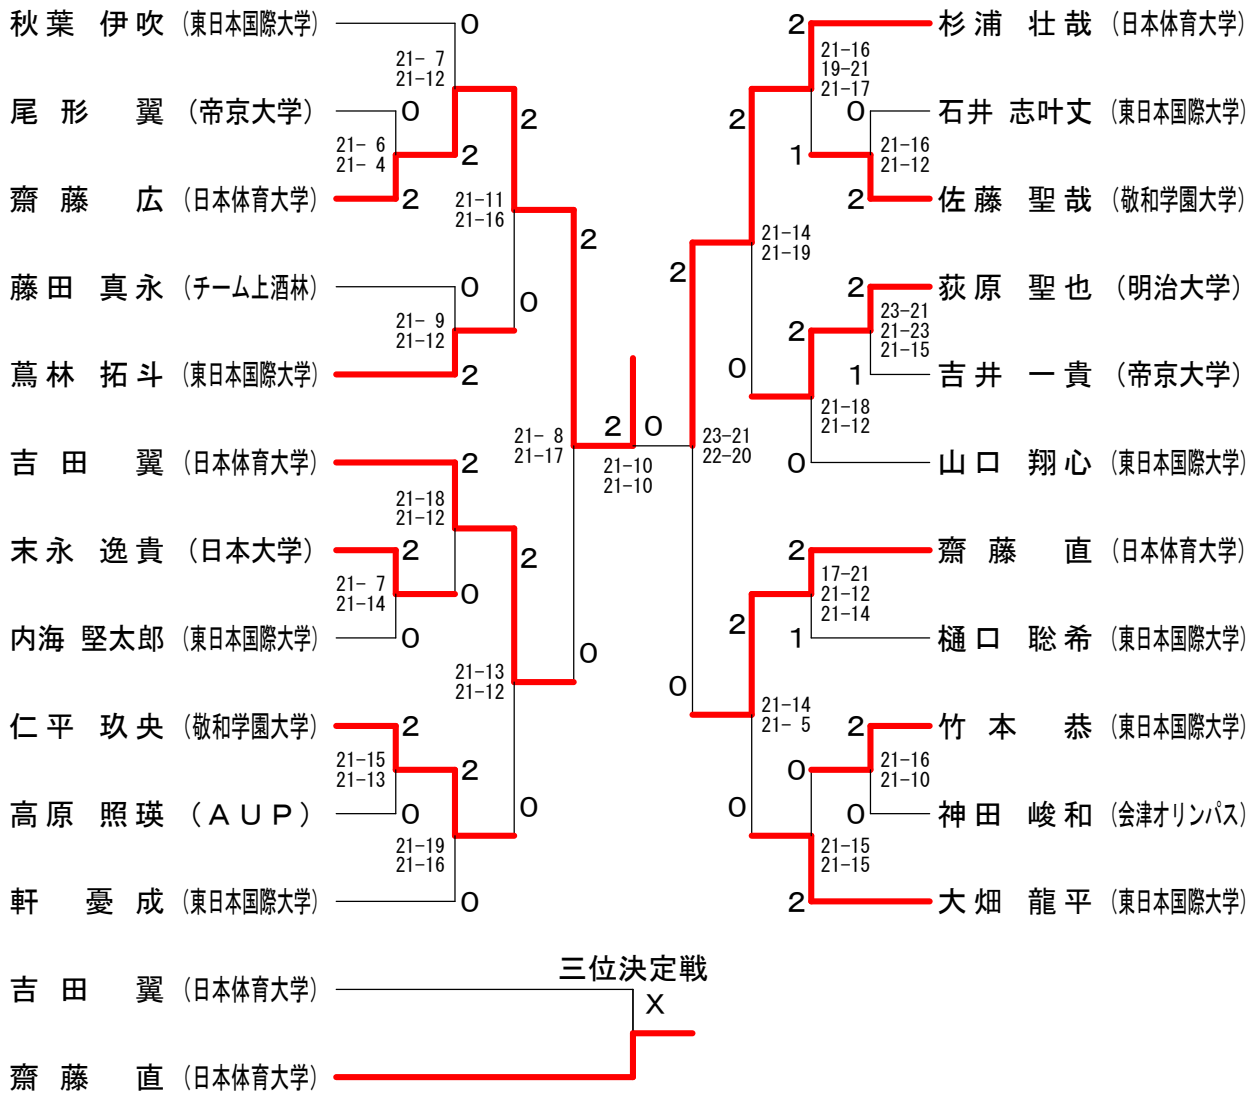 秋葉 伊吹 (東日本国際大学) 0
21- 7
21-12
尾形 翼 (帝京大学) 0
21- 6
21- 4
2
齋藤 広 (日本体育大学) 2
2
21-11
21-16
藤田 真永 (チーム上酒林) 0
21- 9
21-12
0
蔦林 拓斗 (東日本国際大学) 2
2
21- 8
21-17
吉田 翼 (日本体育大学) 2
21-18
21-12
末永 逸貴 (日本大学) 2
21- 7
21-14
0
内海 堅太郎 (東日本国際大学) 0
2
21-13
21-12
0
仁平 玖央 (敬和学園大学) 2
21-15
21-13
2
高原 照瑛 (AUP) 0
0
21-19
21-16
軒 憂成 (東日本国際大学) 0
2 0
21-10
21-10
2 杉浦 壮哉 (日本体育大学)
21-16
19-21
21-17
0 石井 志叶丈 (東日本国際大学)
21-16
21-12
1
2 佐藤 聖哉 (敬和学園大学)
2
21-14
21-19
2
2 荻原 聖也 (明治大学)
23-21
21-23
21-15
2
1 吉井 一貴 (帝京大学)
0
21-18
21-12
0 山口 翔心 (東日本国際大学)
23-21
22-20
2 齋藤 直 (日本体育大学)
17-21
21-12
21-14
1 樋口 聡希 (東日本国際大学)
2
0
21-14
21- 5
2 竹本 恭 (東日本国際大学)
21-16
21-10
0
0 神田 峻和 (会津オリンパス)
0
21-15
21-15
2 大畑 龍平 (東日本国際大学)
三位決定戦
吉田 翼 (日本体育大学)
X
齋藤 直 (日本体育大学)